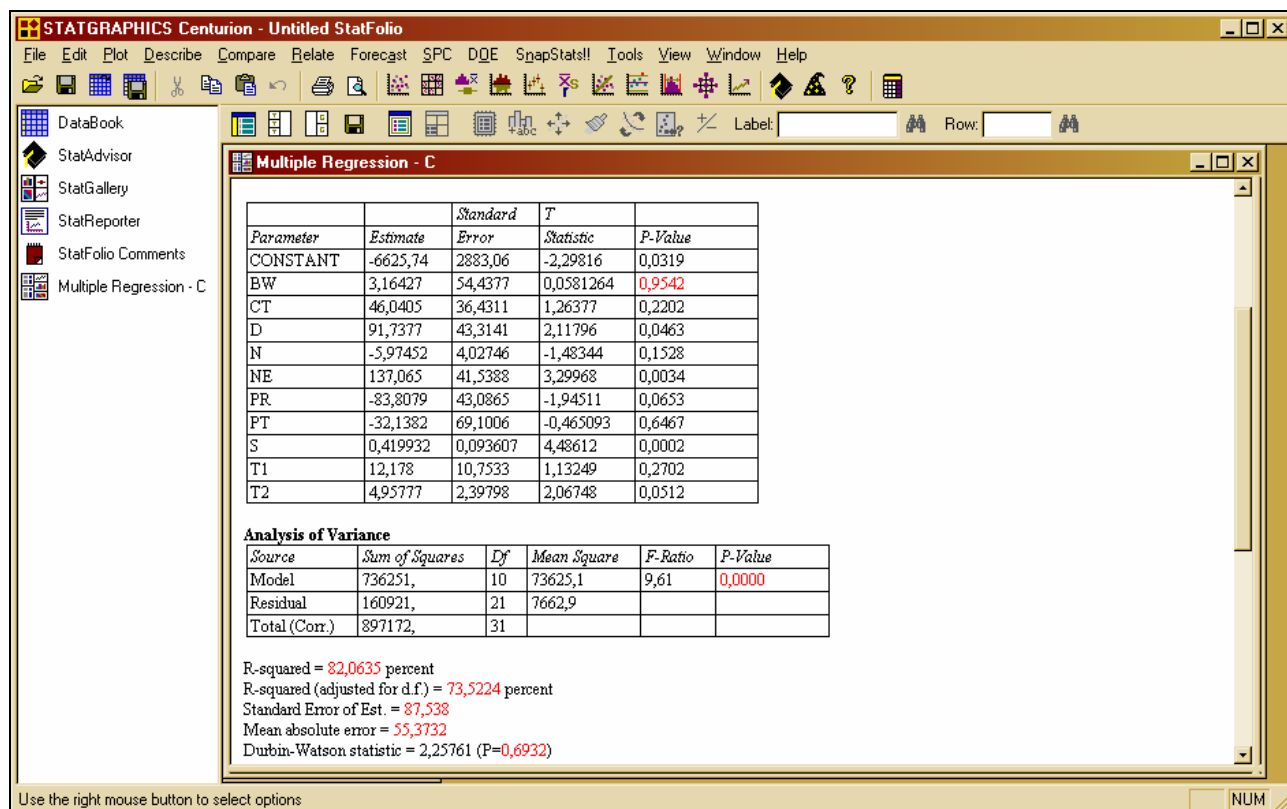 STATGRAPHICS Centurion - Untitled StatFolio
File Edit Plot Describe Compare Relate Forecast SPC DOE SnapStats!! Tools View Window Help
Label: Row:
DataBook
StatAdvisor
StatGallery
StatReporter
StatFolio Comments
Multiple Regression - C
Multiple Regression - C
Standard T
Parameter Estimate Error Statistic P-Value
CONSTANT -6625,74 2883,06 -2,29816 0,0319
BW 3,16427 54,4377 0,0581264 0,9542
CT 46,0405 36,4311 1,26377 0,2202
D 91,7377 43,3141 2,11796 0,0463
N -5,97452 4,02746 -1,48344 0,1528
NE 137,065 41,5388 3,29968 0,0034
PR -83,8079 43,0865 -1,94511 0,0653
PT -32,1382 69,1006 -0,465093 0,6467
S 0,419932 0,093607 4,48612 0,0002
T1 12,178 10,7533 1,13249 0,2702
T2 4,95777 2,39798 2,06748 0,0512
Analysis of Variance
Source Sum of Squares Df Mean Square F-Ratio P-Value
Model 736251, 10 73625,1 9,61 0,0000
Residual 160921, 21 7662,9
Total (Corr.) 897172, 31
R-squared = 82,0635 percent
R-squared (adjusted for d.f.) = 73,5224 percent
Standard Error of Est. = 87,538
Mean absolute error = 55,3732
Durbin-Watson statistic = 2,25761 (P=0,6932)
Use the right mouse button to select options NUM